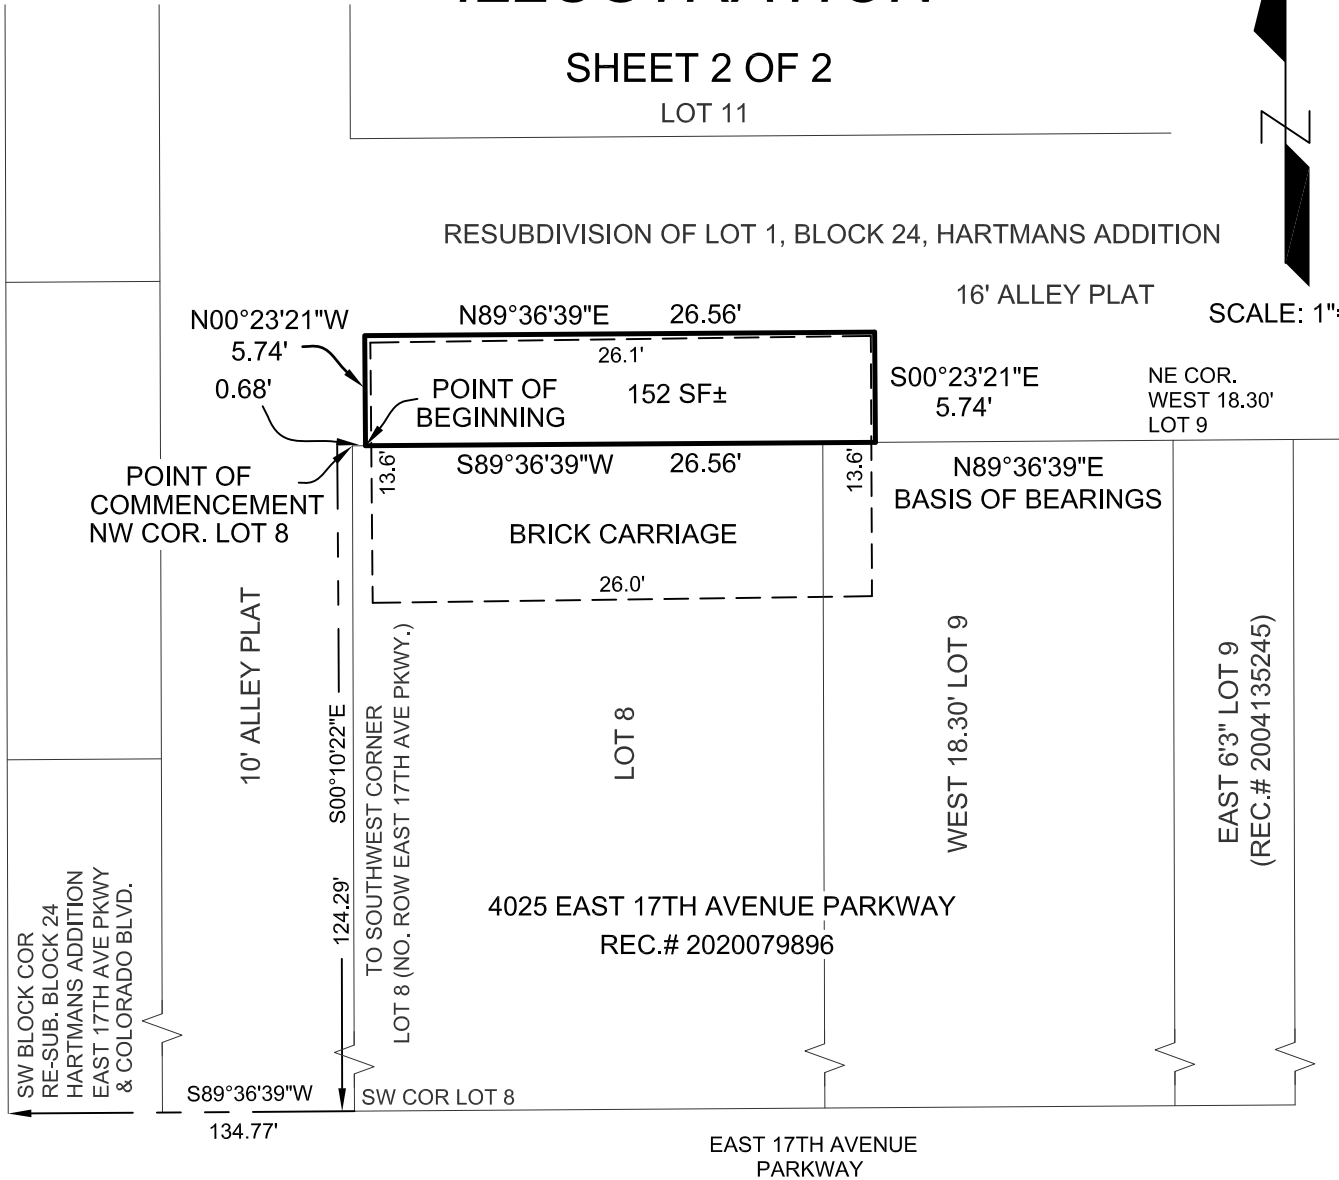 SHEET 2 OF 2
LOT 11
RESUBDIVISION OF LOT 1, BLOCK 24, HARTMANS ADDITION
16' ALLEY PLAT
SCALE: 1"=
N00°23'21"W
5.74'
0.68'
N89°36'39"E 26.56'
26.1'
POINT OF
BEGINNING
152 SF±
S00°23'21"E
5.74'
NE COR.
WEST 18.30'
LOT 9
POINT OF
COMMENCEMENT
NW COR. LOT 8
S89°36'39"W 26.56'
13.6'
13.6'
N89°36'39"E
BASIS OF BEARINGS
BRICK CARRIAGE
26.0'
10' ALLEY PLAT
S00°10'22"E 124.29'
TO SOUTHWEST CORNER
LOT 8 (NO. ROW EAST 17TH AVE PKWY.)
LOT 8
WEST 18.30' LOT 9
EAST 6'3" LOT 9
(REC.# 2004135245)
4025 EAST 17TH AVENUE PARKWAY
REC.# 2020079896
SW BLOCK COR
RE-SUB. BLOCK 24
HARTMANS ADDITION
EAST 17TH AVE PKWY
& COLORADO BLVD.
S89°36'39"W
134.77'
SW COR LOT 8
EAST 17TH AVENUE
PARKWAY